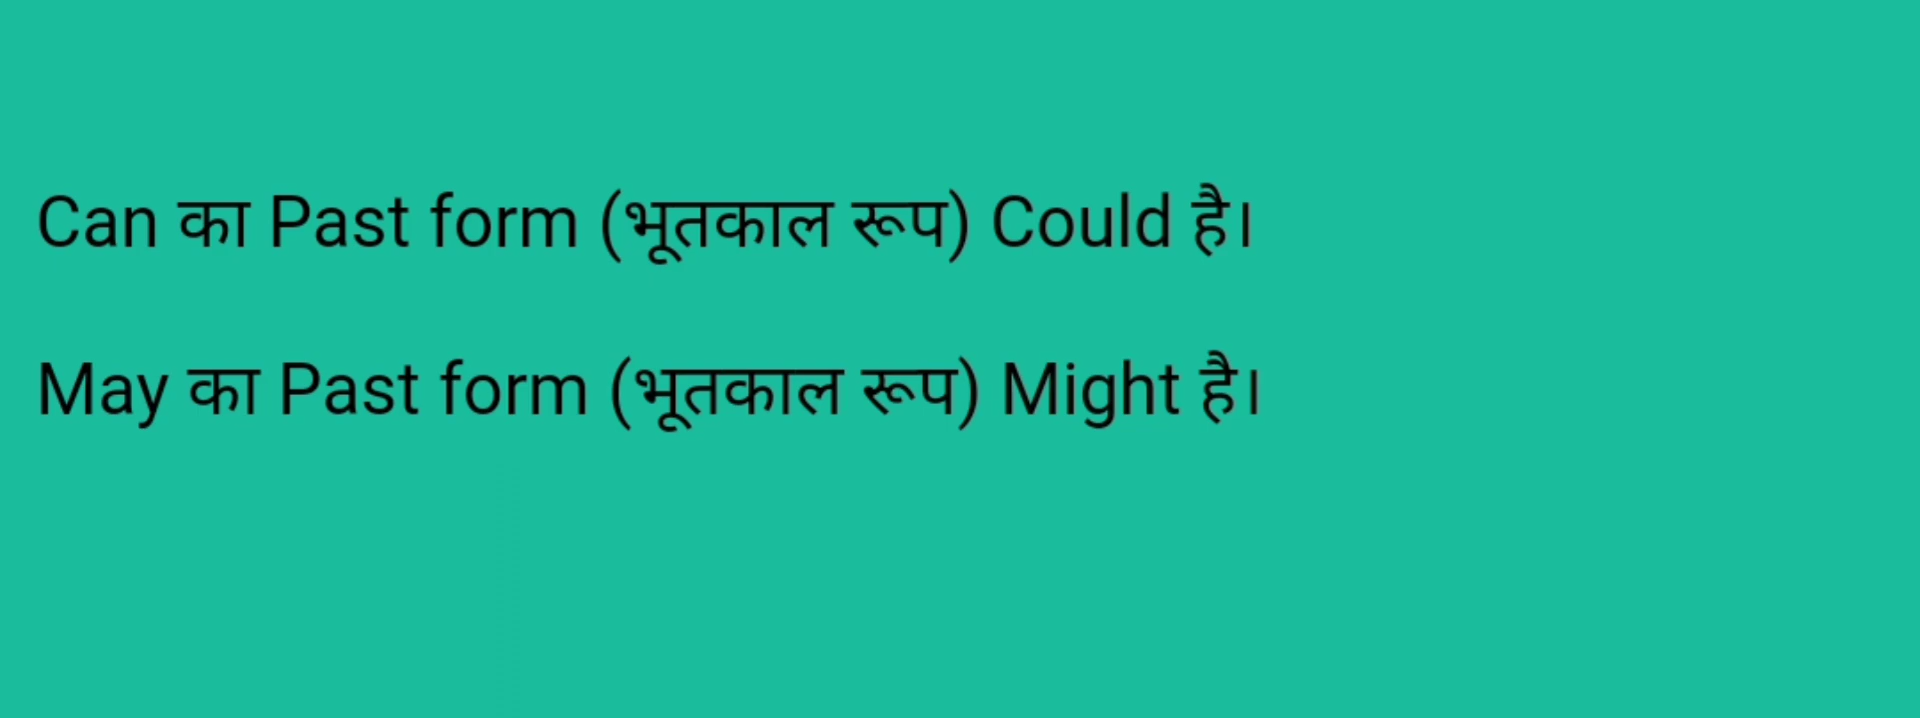 Can का Past form (भूतकाल रूप) Could है।
May का Past form (भूतकाल रूप) Might है।